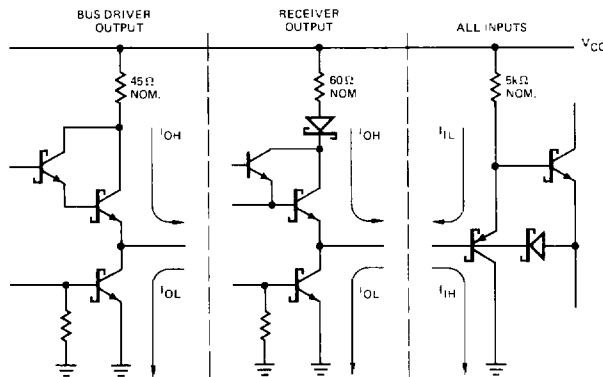 BUS DRIVER
OUTPUT
RECEIVER
OUTPUT
ALL INPUTS
VCC
45Ω
NOM.
60Ω
NOM
5kΩ
NOM.
IOH
IOH
IIL
IOL
IOL
IIH